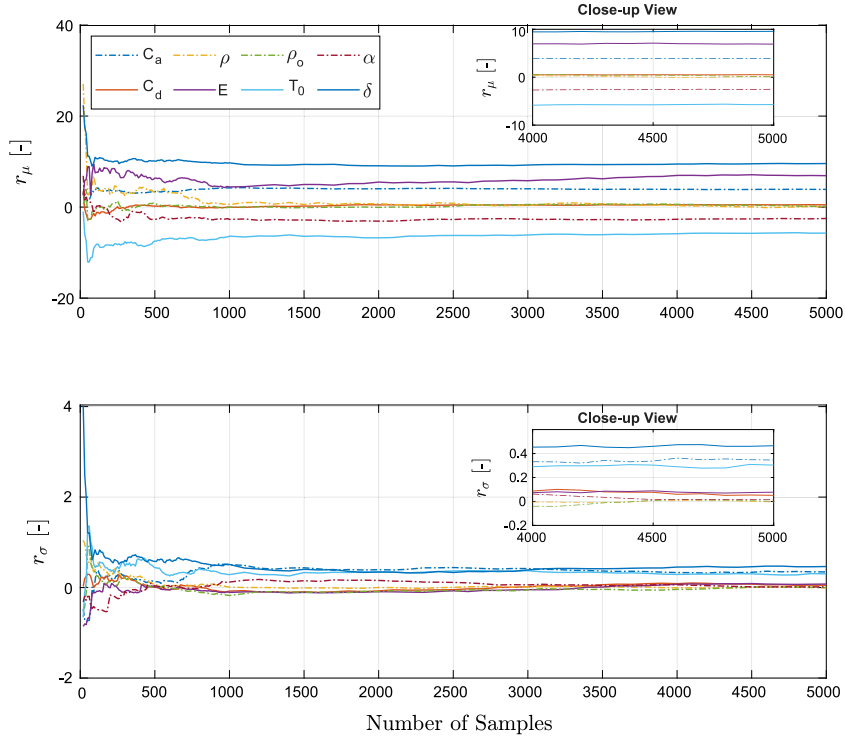 Close-up View
40
20
0
-20
r_μ [-]
C_a ρ ρ_o α
C_d E T_0 δ
10
0
-10
r_μ [-]
4000 4500 5000
0 500 1000 1500 2000 2500 3000 3500 4000 4500 5000
Close-up View
4
2
0
-2
r_σ [-]
0.4
0.2
0
-0.2
r_σ [-]
4000 4500 5000
0 500 1000 1500 2000 2500 3000 3500 4000 4500 5000
Number of Samples